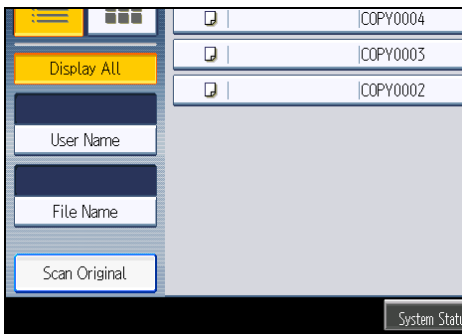 COPY0004
COPY0003
Display All
COPY0002
User Name
File Name
Scan Original
System Statu